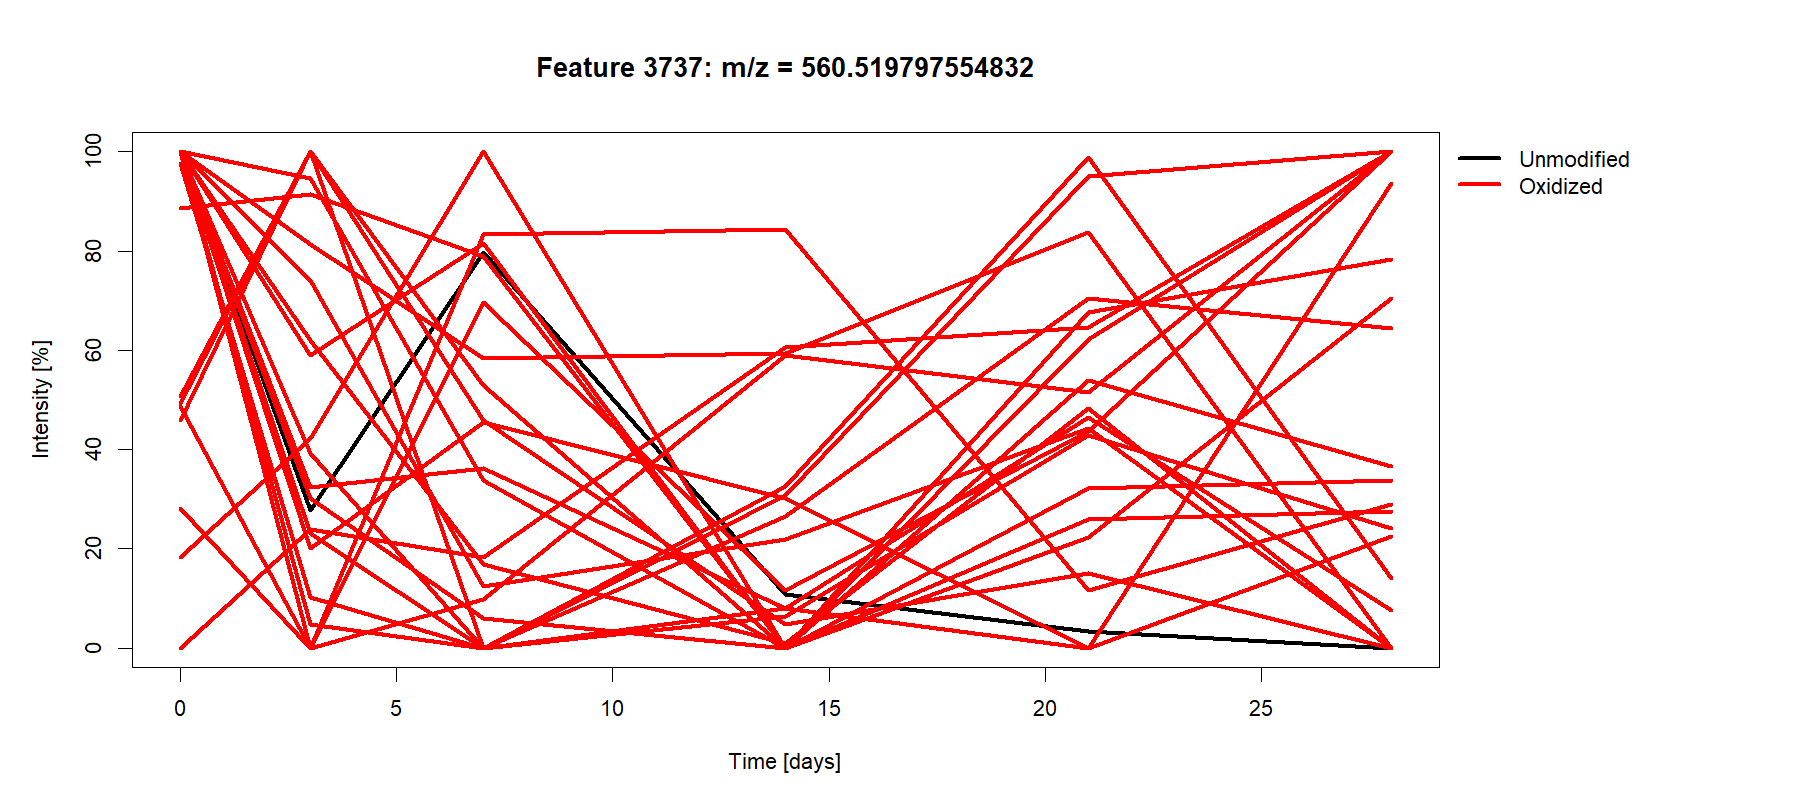 Feature 3737: m/z = 560.519797554832
Unmodified
Oxidized
Intensity [%]
100
80
60
40
20
0
0 5 10 15 20 25
Time [days]